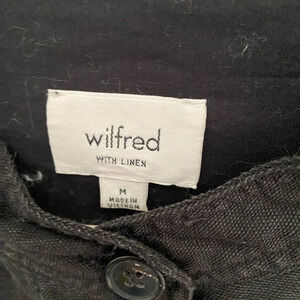 wilfred
WITH LINEN
M
MADE IN
VIETNAM